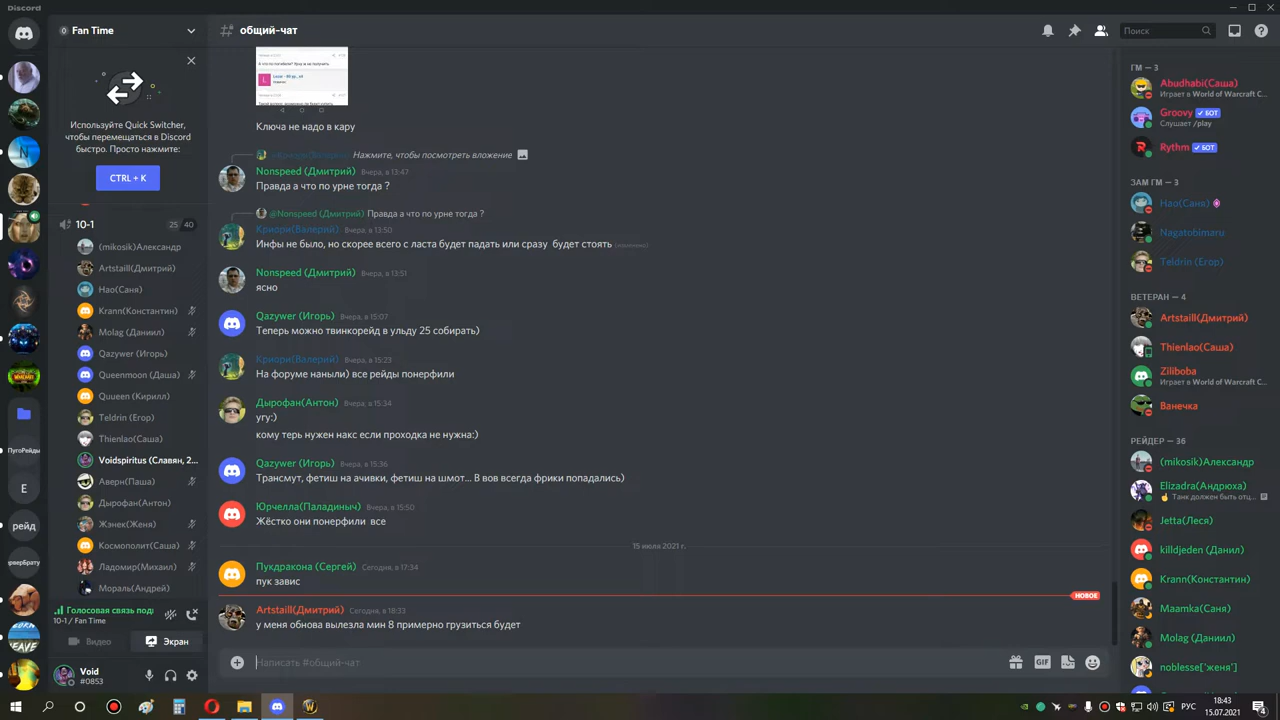 Discord
Fan Time
общий-чат
Поиск
Используйте Quick Switcher,
чтобы перемещаться в Discord
быстро. Просто нажмите:
CTRL + K
10-1
25 40
(mikosik)Александр
Artstaill(Дмитрий)
Нао(Саня)
Krann(Константин)
Molag (Даниил)
Qazywer (Игорь)
Queenmoon (Даша)
Quueen (Кирилл)
Teldrin (Егор)
Thienlao(Саша)
Voidspiritus (Славян, 2...
Аверн(Паша)
Дырофан(Антон)
Жэнек(Женя)
Космополит(Саша)
Ладомир(Михаил)
Мораль(Андрей)
Голосовая связь под
10-1 / Fan Time
Видео
Экран
Void
#0853
ПугоРейды
E
рейд
Ключа не надо в кару
Нажмите, чтобы посмотреть вложение
Nonspeed (Дмитрий) Вчера, в 13:47
Правда а что по урне тогда ?
@Nonspeed (Дмитрий) Правда а что по урне тогда ?
Криори(Валерий) Вчера, в 13:50
Инфы не было, но скорее всего с ласта будет падать или сразу будет стоять (изменено)
Nonspeed (Дмитрий) Вчера, в 13:51
ясно
Qazywer (Игорь) Вчера, в 15:07
Теперь можно твинкорейд в ульду 25 собирать)
Криори(Валерий) Вчера, в 15:23
На форуме наныли) все рейды понерфили
Дырофан(Антон) Вчера, в 15:34
угу:)
кому терь нужен накс если проходка не нужна:)
Qazywer (Игорь) Вчера, в 15:36
Трансмут, фетиш на ачивки, фетиш на шмот... В вов всегда фрики попадались)
Юрчелла(Паладиныч) Вчера, в 15:50
Жёстко они понерфили все
15 июля 2021 г.
Пукдракона (Сергей) Сегодня, в 17:34
пук завис
НОВОЕ
Artstaill(Дмитрий) Сегодня, в 18:33
у меня обнова вылезла мин 8 примерно грузиться будет
Написать #общий-чат
GIF
ГМ — 3
Abudhabi(Саша)
Играет в World of Warcraft C...
Groovy БОТ
Слушает /play
Rythm БОТ
ЗАМ ГМ — 3
Нао(Саня)
Nagatobimaru
Teldrin (Егор)
ВЕТЕРАН — 4
Artstaill(Дмитрий)
Thienlao(Саша)
Ziliboba
Играет в World of Warcraft C...
Ванечка
РЕЙДЕР — 36
(mikosik)Александр
Elizadra(Андрюха)
Танк должен быть отц...
Jetta(Леся)
killdjeden (Данил)
Krann(Константин)
Maamka(Саня)
Molag (Даниил)
noblesse['женя']
РУС
18:43
15.07.2021